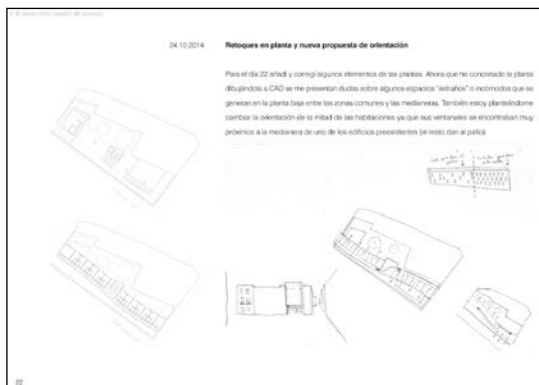 24.10.2014
Retoques en planta y nueva propuesta de orientación
Para el día 22 añadí y corregí algunos elementos de las plantas. Ahora que he concretado la planta
dibujándola a CAD se me presentan dudas sobre algunos espacios "extraños" o incómodos que se
generan en la planta baja entre las zonas comunes y las medianeras. También estoy planteándome
cambiar la orientación de la mitad de las habitaciones ya que sus ventanales se encontraban muy
próximos a la medianera de uno de los edificios preexistentes (el resto dan al patio)
22